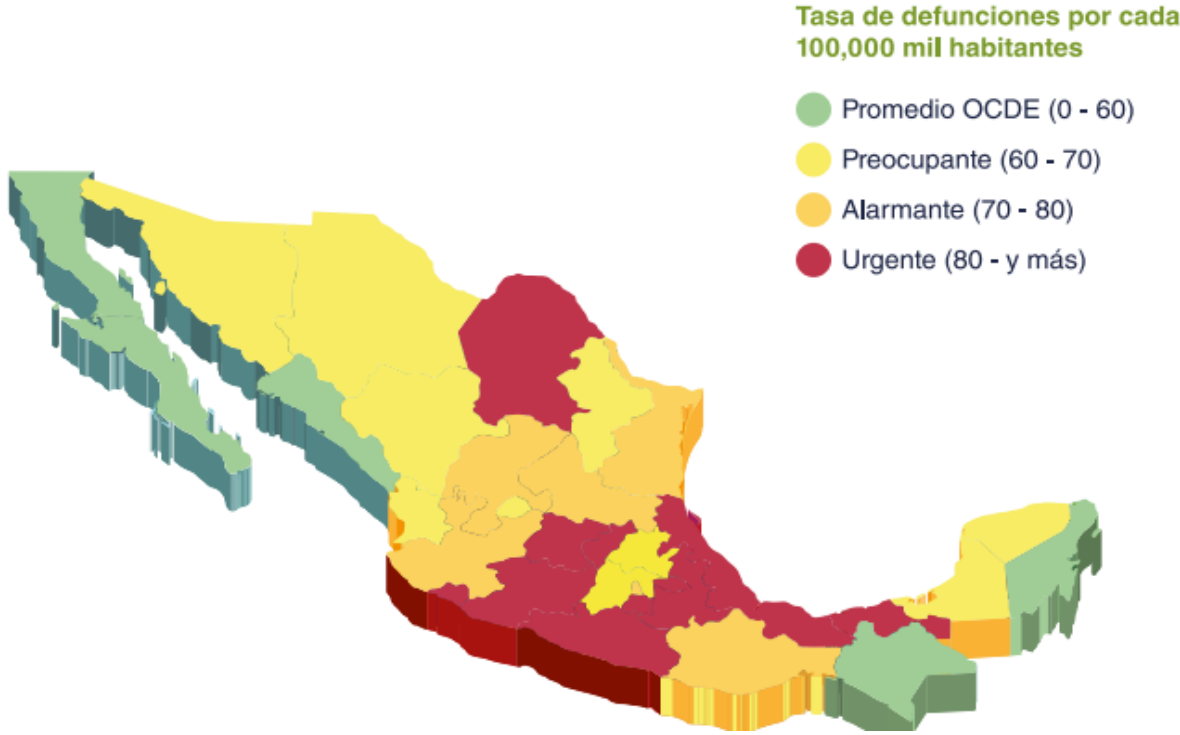 Tasa de defunciones por cada
100,000 mil habitantes
Promedio OCDE (0 - 60)
Preocupante (60 - 70)
Alarmante (70 - 80)
Urgente (80 - y más)